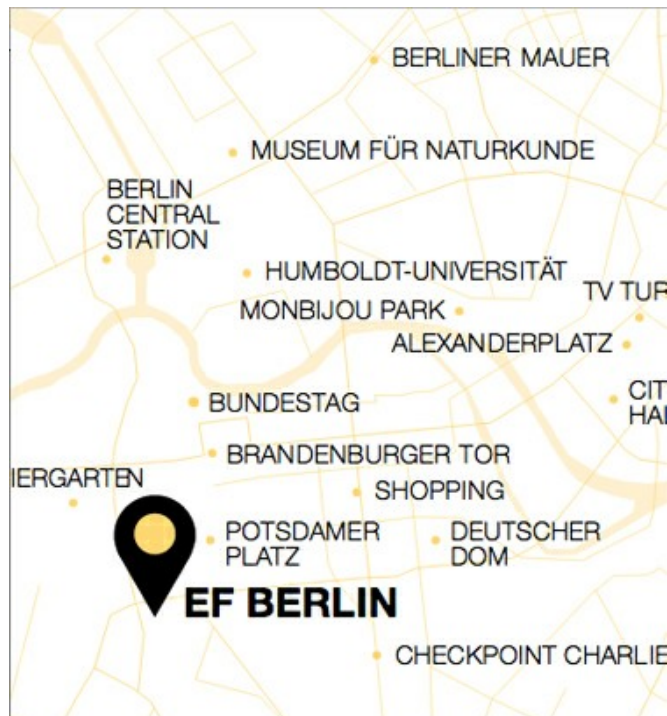 BERLINER MAUER
MUSEUM FÜR NATURKUNDE
BERLIN
CENTRAL
STATION
HUMBOLDT-UNIVERSITÄT
TV TUR
MONBIJOU PARK
ALEXANDERPLATZ
CIT
HAL
BUNDESTAG
BRANDENBURGER TOR
IERGARTEN
SHOPPING
POTSDAMER
PLATZ
DEUTSCHER
DOM
EF BERLIN
CHECKPOINT CHARLIE